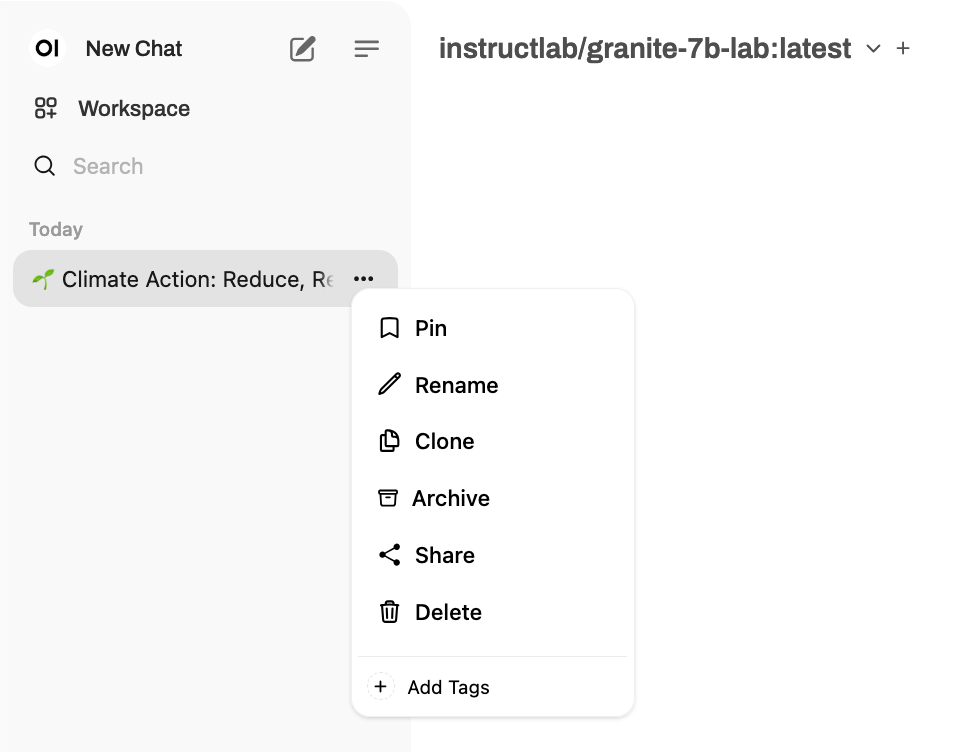 OI New Chat
instructlab/granite-7b-lab:latest
Workspace
Search
Today
Climate Action: Reduce, Re
Pin
Rename
Clone
Archive
Share
Delete
Add Tags